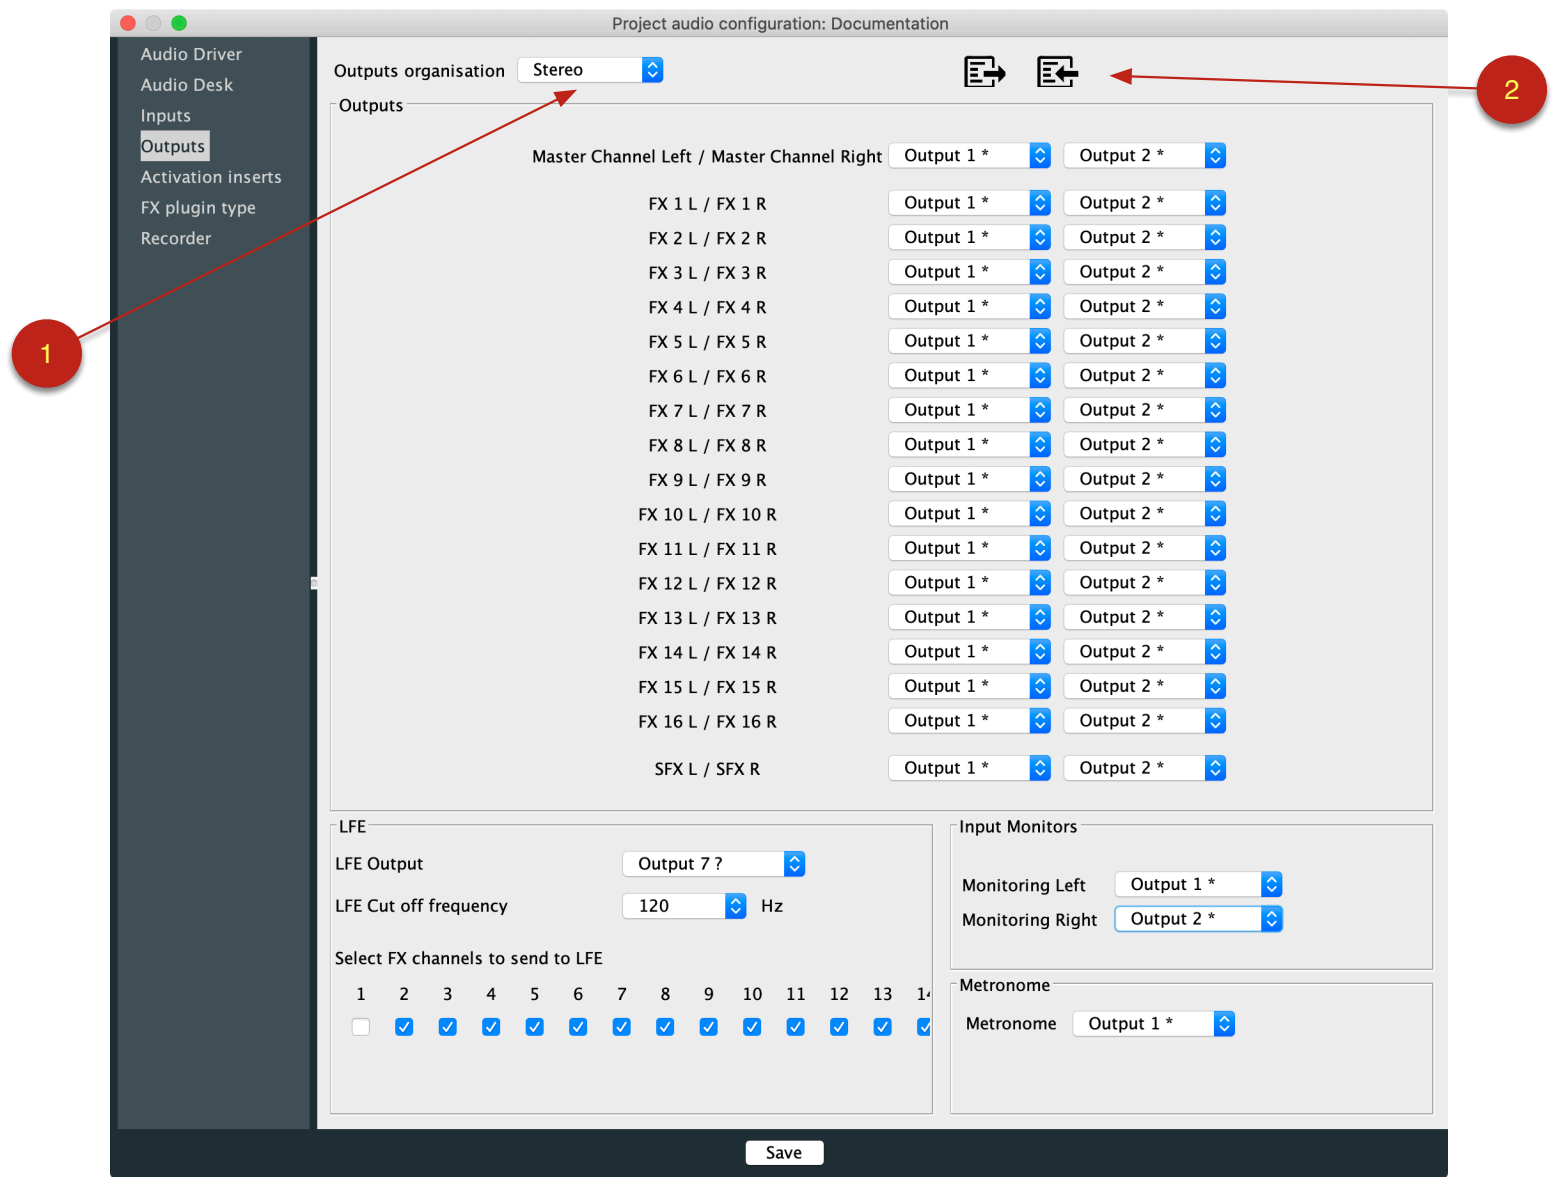 Project audio configuration: Documentation
Audio Driver
Audio Desk
Inputs
Outputs
Activation inserts
FX plugin type
Recorder
1
2
Outputs organisation Stereo
Outputs
Master Channel Left / Master Channel Right Output 1 * Output 2 *
FX 1 L / FX 1 R Output 1 * Output 2 *
FX 2 L / FX 2 R Output 1 * Output 2 *
FX 3 L / FX 3 R Output 1 * Output 2 *
FX 4 L / FX 4 R Output 1 * Output 2 *
FX 5 L / FX 5 R Output 1 * Output 2 *
FX 6 L / FX 6 R Output 1 * Output 2 *
FX 7 L / FX 7 R Output 1 * Output 2 *
FX 8 L / FX 8 R Output 1 * Output 2 *
FX 9 L / FX 9 R Output 1 * Output 2 *
FX 10 L / FX 10 R Output 1 * Output 2 *
FX 11 L / FX 11 R Output 1 * Output 2 *
FX 12 L / FX 12 R Output 1 * Output 2 *
FX 13 L / FX 13 R Output 1 * Output 2 *
FX 14 L / FX 14 R Output 1 * Output 2 *
FX 15 L / FX 15 R Output 1 * Output 2 *
FX 16 L / FX 16 R Output 1 * Output 2 *
SFX L / SFX R Output 1 * Output 2 *
LFE
LFE Output Output 7 ?
LFE Cut off frequency 120 Hz
Select FX channels to send to LFE
1 2 3 4 5 6 7 8 9 10 11 12 13
Input Monitors
Monitoring Left Output 1 *
Monitoring Right Output 2 *
Metronome
Metronome Output 1 *
Save